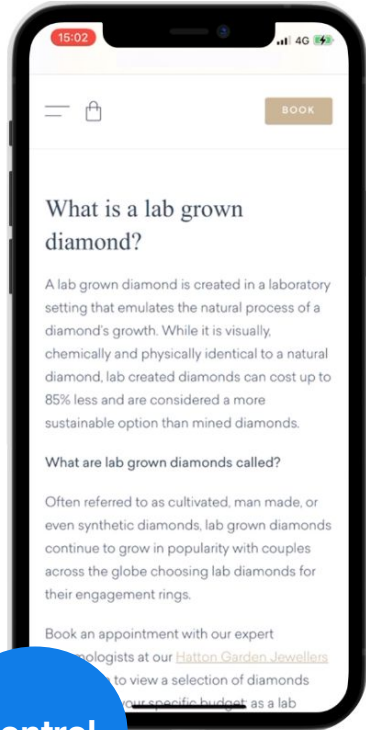 15:02
4G
BOOK
What is a lab grown
diamond?
A lab grown diamond is created in a laboratory
setting that emulates the natural process of a
diamond's growth. While it is visually,
chemically and physically identical to a natural
diamond, lab created diamonds can cost up to
85% less and are considered a more
sustainable option than mined diamonds.
What are lab grown diamonds called?
Often referred to as cultivated, man made, or
even synthetic diamonds, lab grown diamonds
continue to grow in popularity with couples
across the globe choosing lab diamonds for
their engagement rings.
Book an appointment with our expert
at our Hatton Garden Jewellers
to view a selection of diamonds
your specific budget; as a lab